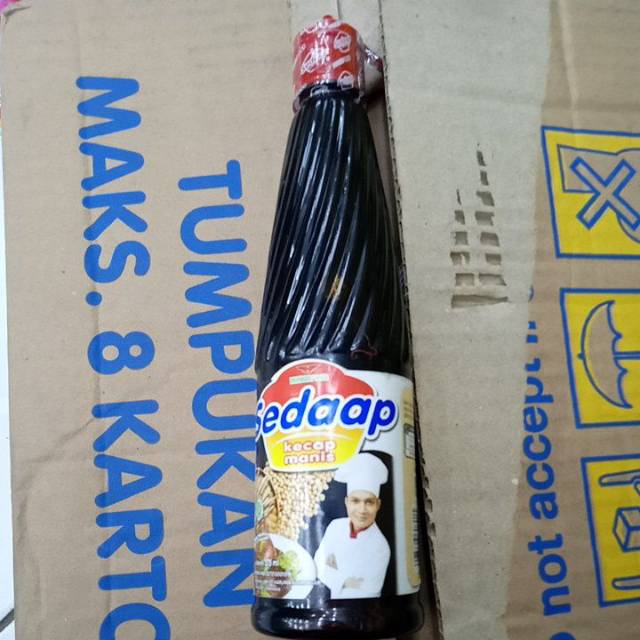 Sedaap
kecap
manis
TUMPUKAN
MAKS. 8 KARTO
not accept